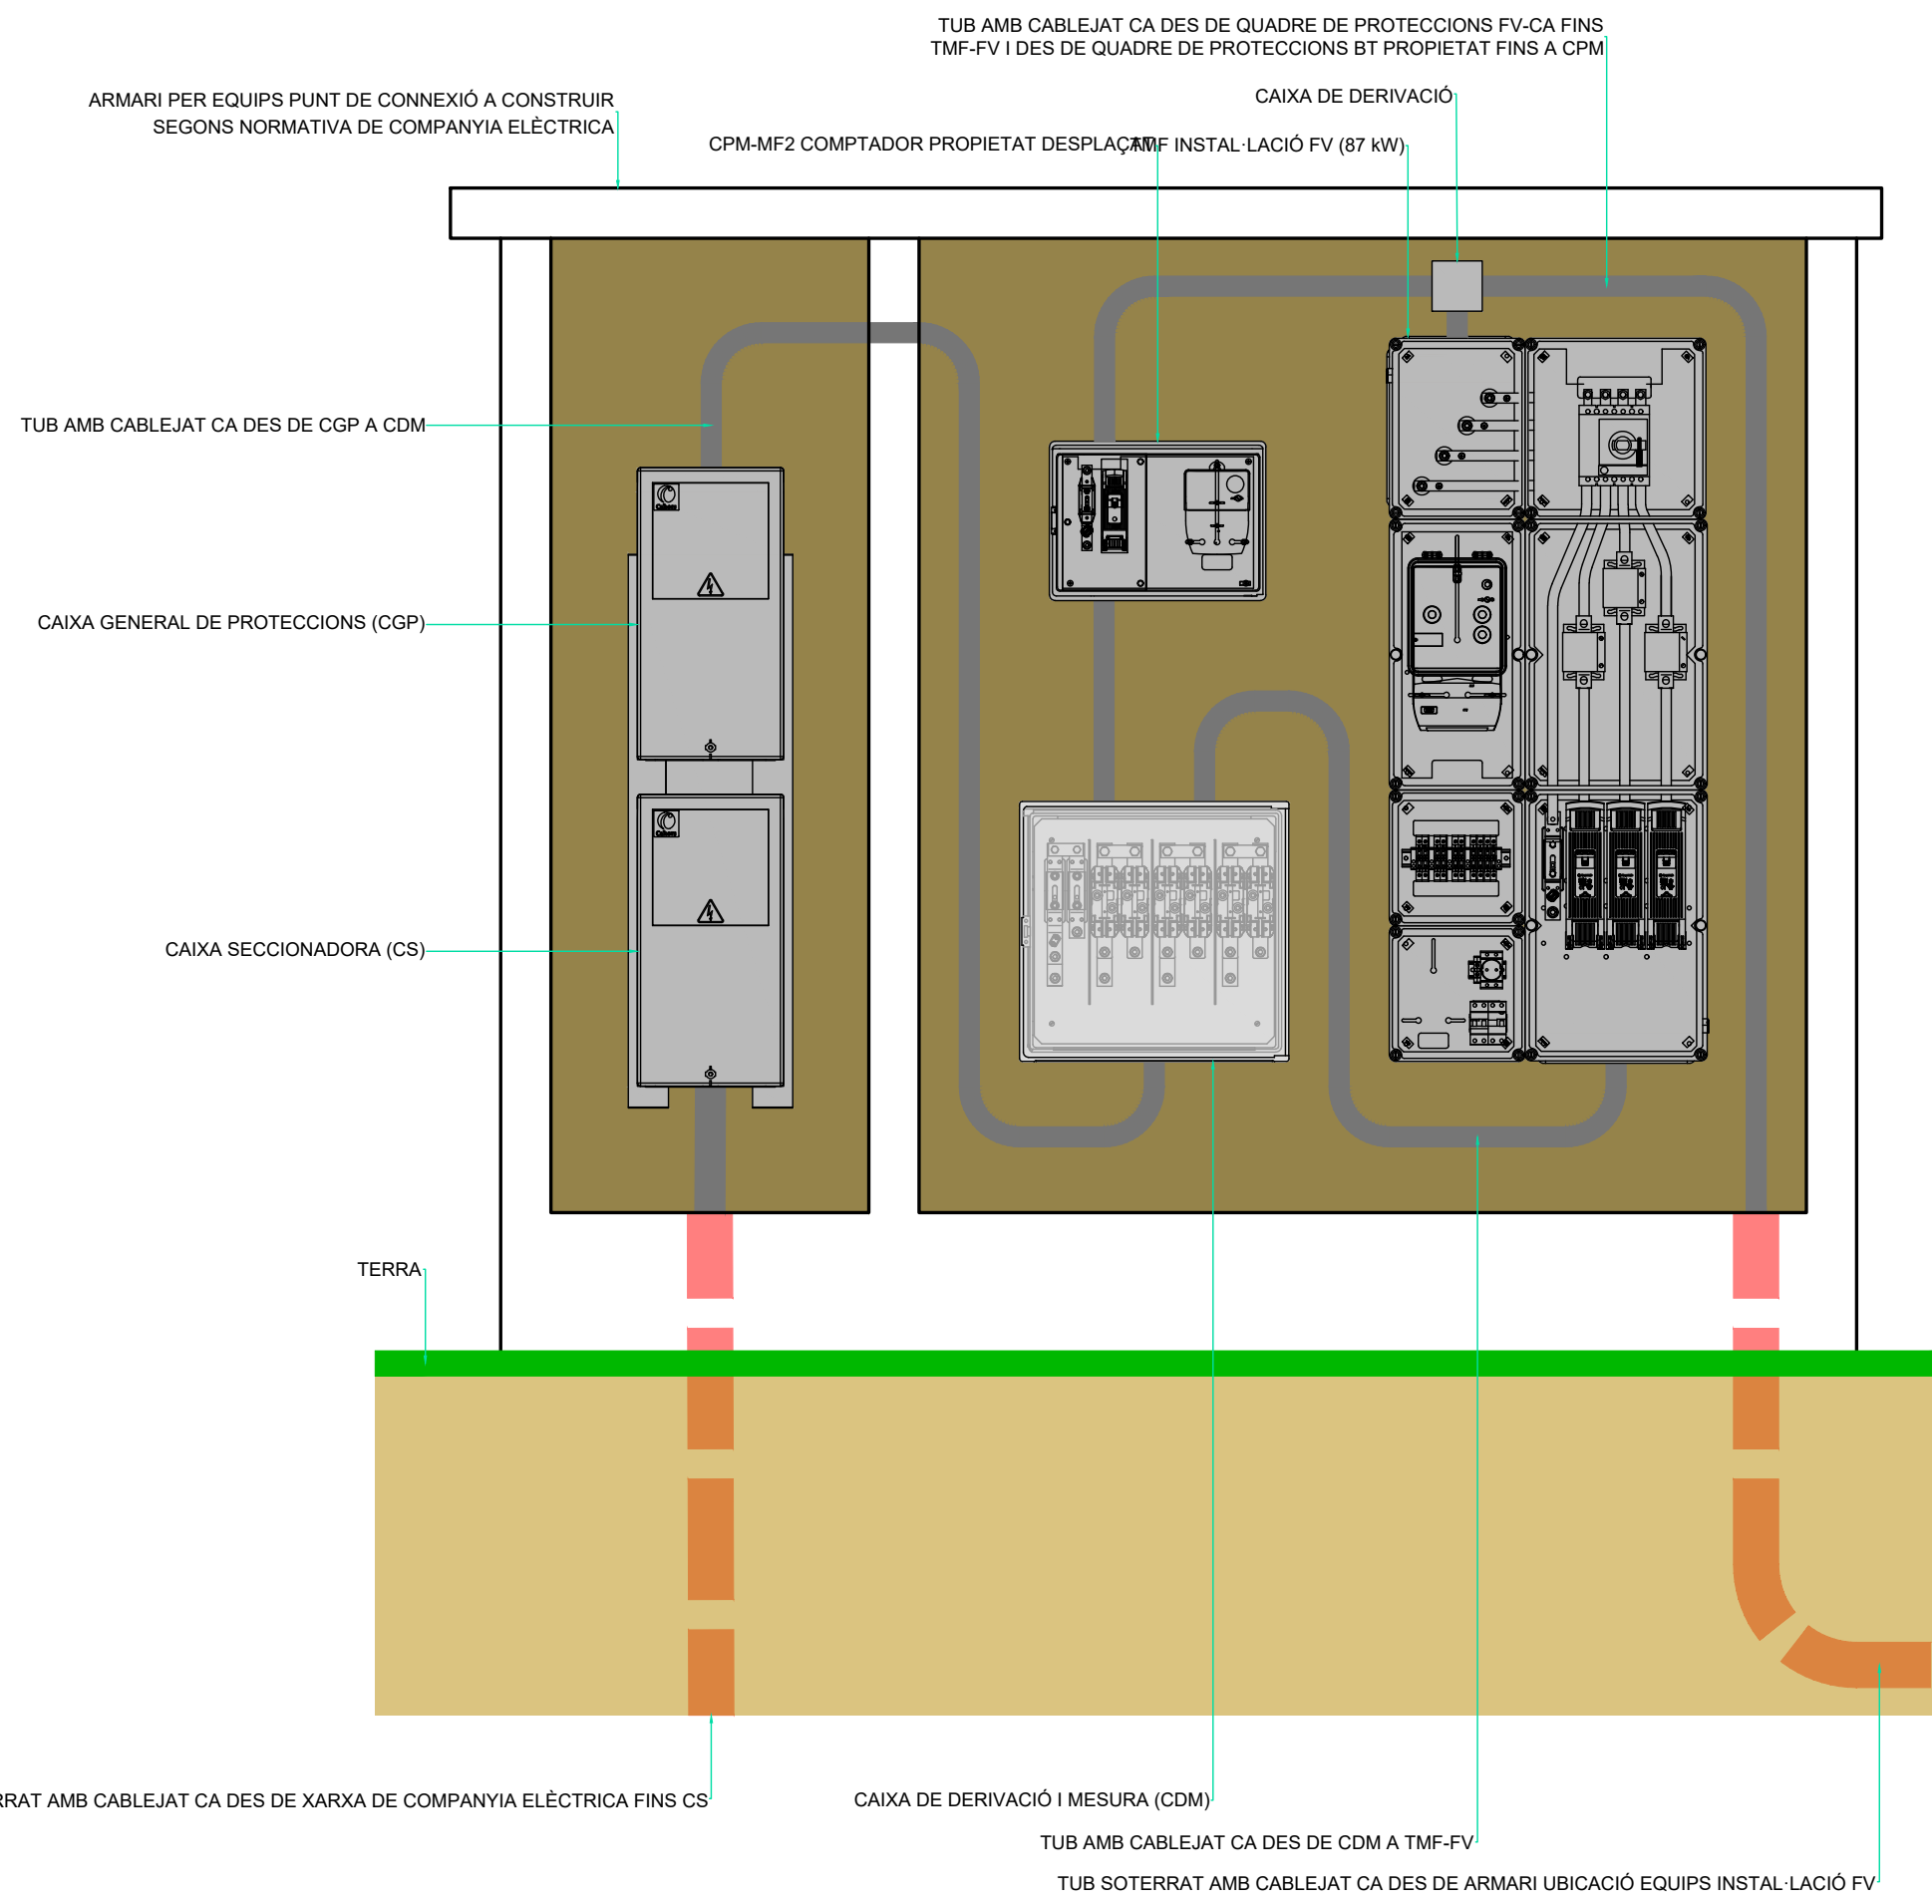 TUB AMB CABLEJAT CA DES DE QUADRE DE PROTECCIONS FV-CA FINS
TMF-FV I DES DE QUADRE DE PROTECCIONS BT PROPIETAT FINS A CPM
ARMARI PER EQUIPS PUNT DE CONNEXIÓ A CONSTRUIR
SEGONS NORMATIVA DE COMPANYIA ELÈCTRICA
CAIXA DE DERIVACIÓ
CPM-MF2 COMPTADOR PROPIETAT DESPLAÇAT
TMF INSTAL·LACIÓ FV (87 kW)
TUB AMB CABLEJAT CA DES DE CGP A CDM
CAIXA GENERAL DE PROTECCIONS (CGP)
CAIXA SECCIONADORA (CS)
TERRA
AMB CABLEJAT CA DES DE XARXA DE COMPANYIA ELÈCTRICA FINS CS
CAIXA DE DERIVACIÓ I MESURA (CDM)
TUB AMB CABLEJAT CA DES DE CDM A TMF-FV
TUB SOTERRAT AMB CABLEJAT CA DES DE ARMARI UBICACIÓ EQUIPS INSTAL·LACIÓ FV